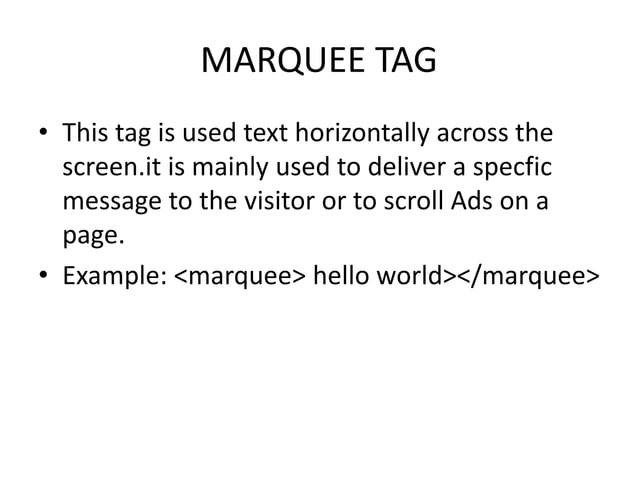 MARQUEE TAG
• This tag is used text horizontally across the
screen.it is mainly used to deliver a specfic
message to the visitor or to scroll Ads on a
page.
• Example: <marquee> hello world></marquee>